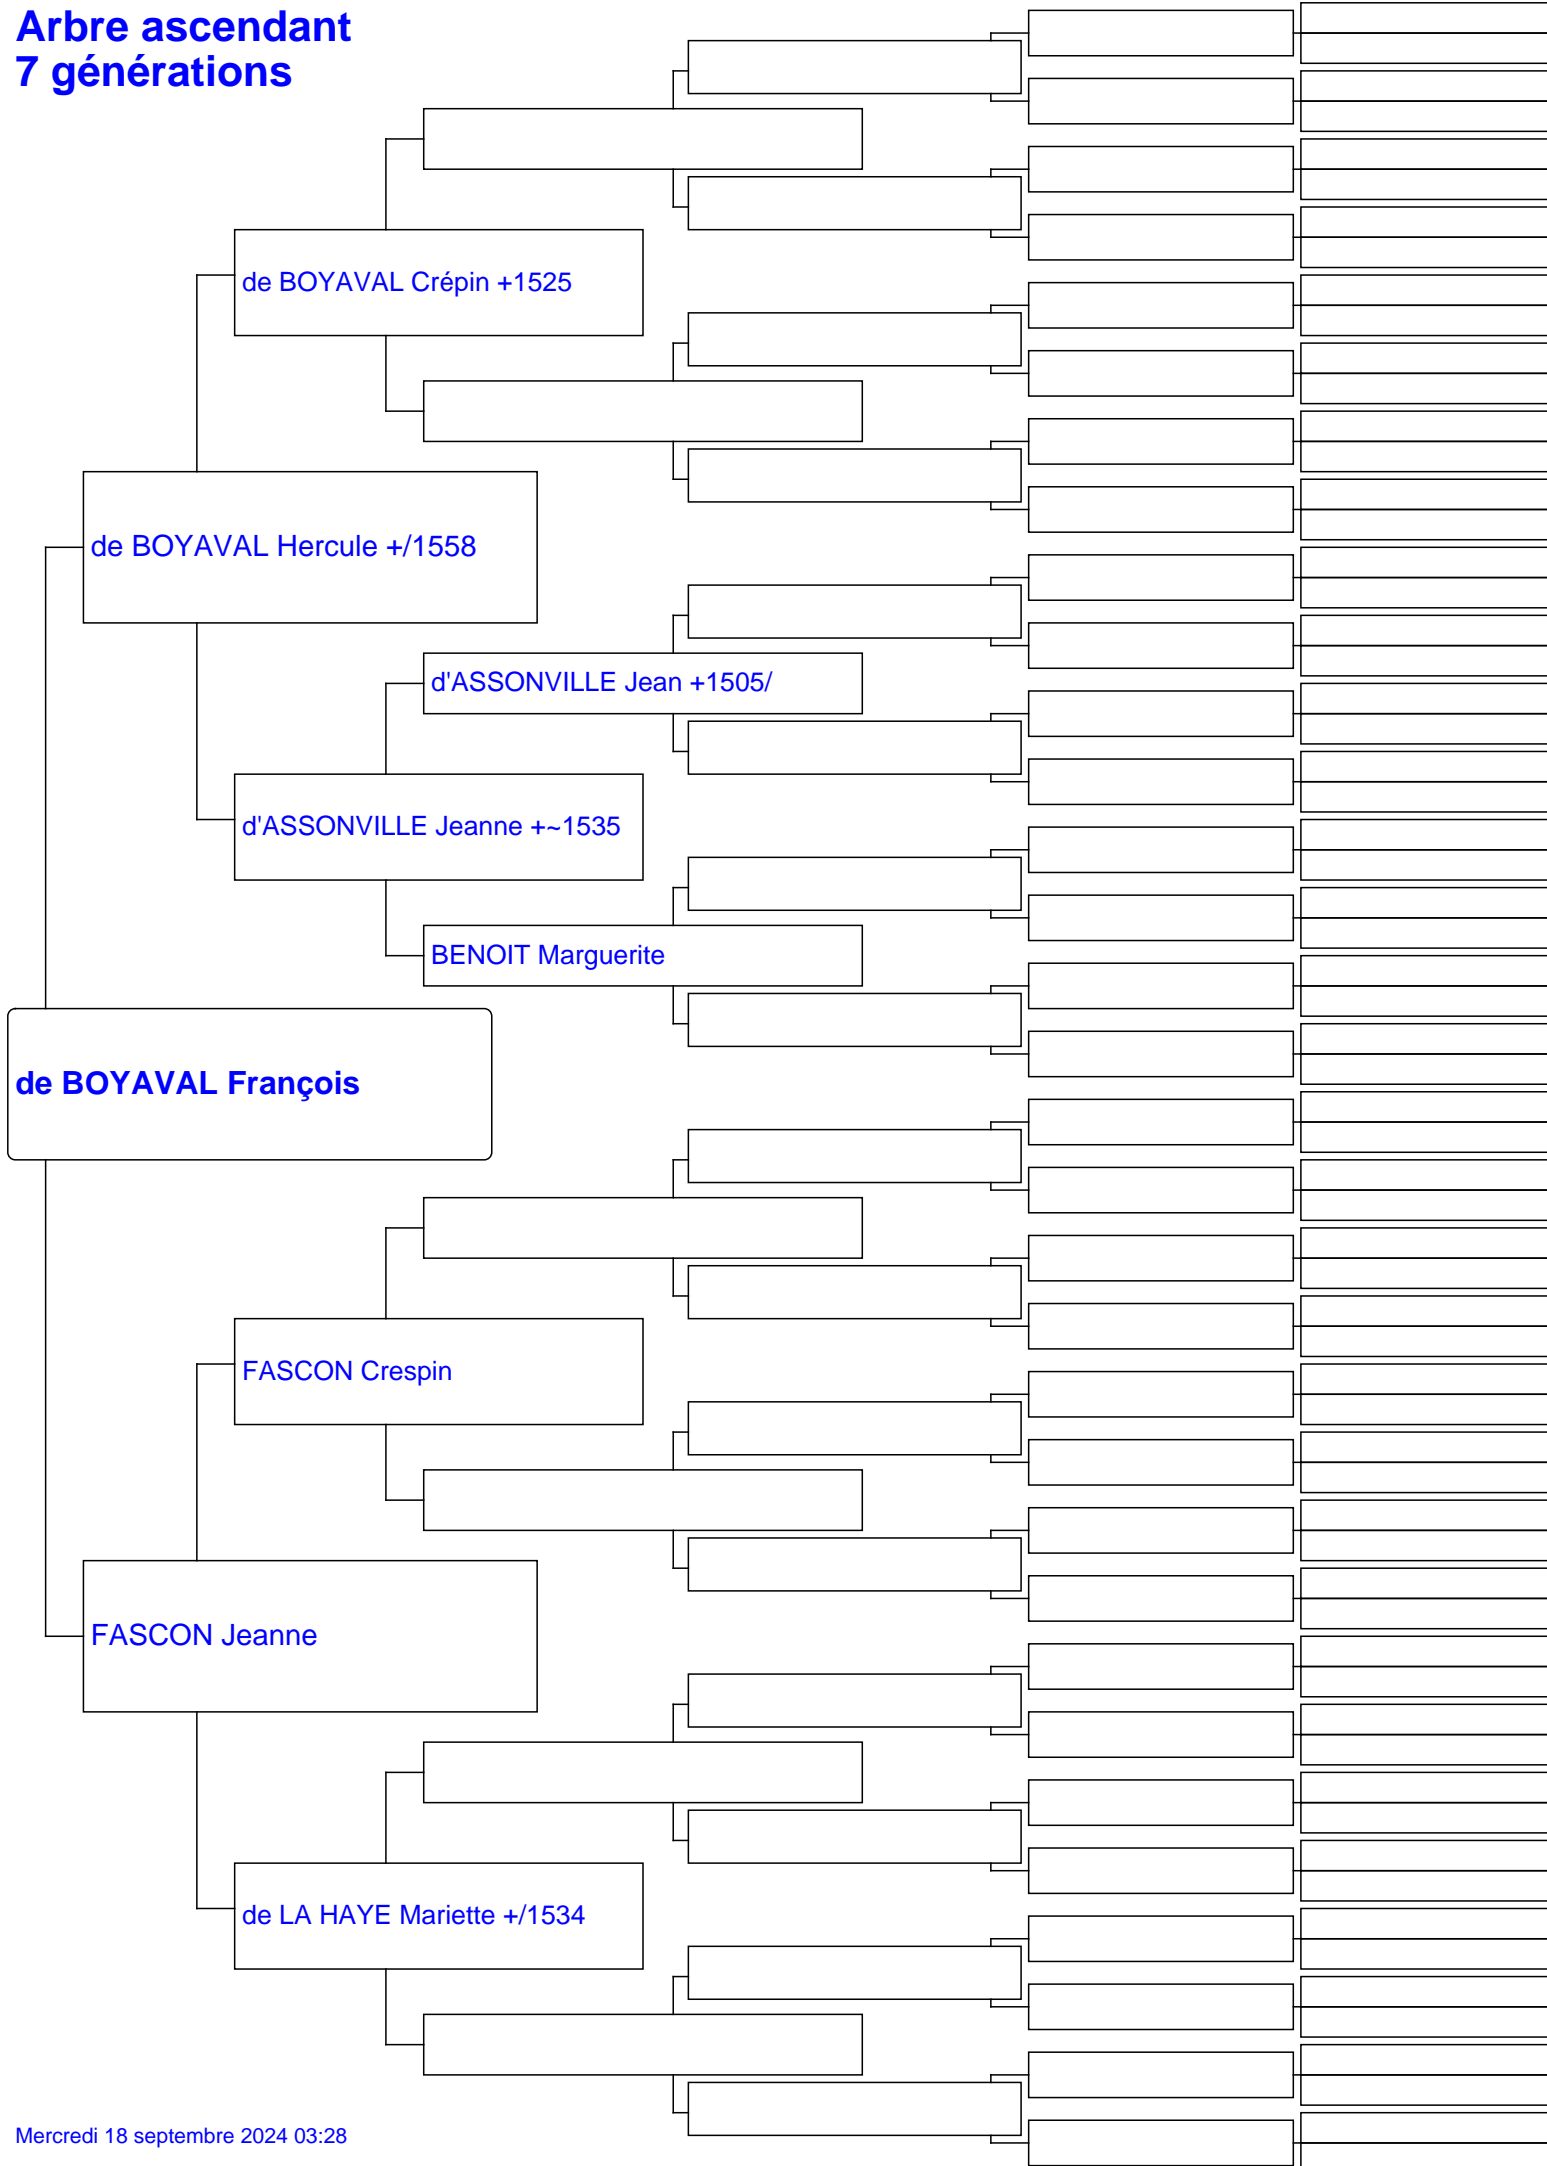 Arbre ascendant
7 générations
de BOYAVAL Crépin +1525
de BOYAVAL Hercule +/1558
d'ASSONVILLE Jean +1505/
d'ASSONVILLE Jeanne +~1535
BENOIT Marguerite
de BOYAVAL François
FASCON Crespin
FASCON Jeanne
de LA HAYE Mariette +/1534
Mercredi 18 septembre 2024 03:28